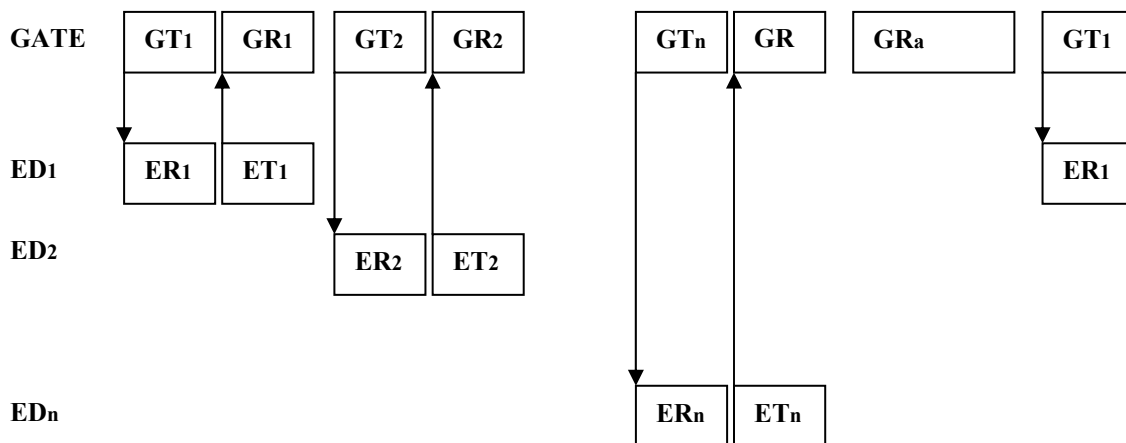 GATE GT1 GR1 GT2 GR2 GTn GR GRa GT1
ED1 ER1 ET1 ER1
ED2 ER2 ET2
EDn ERn ETn